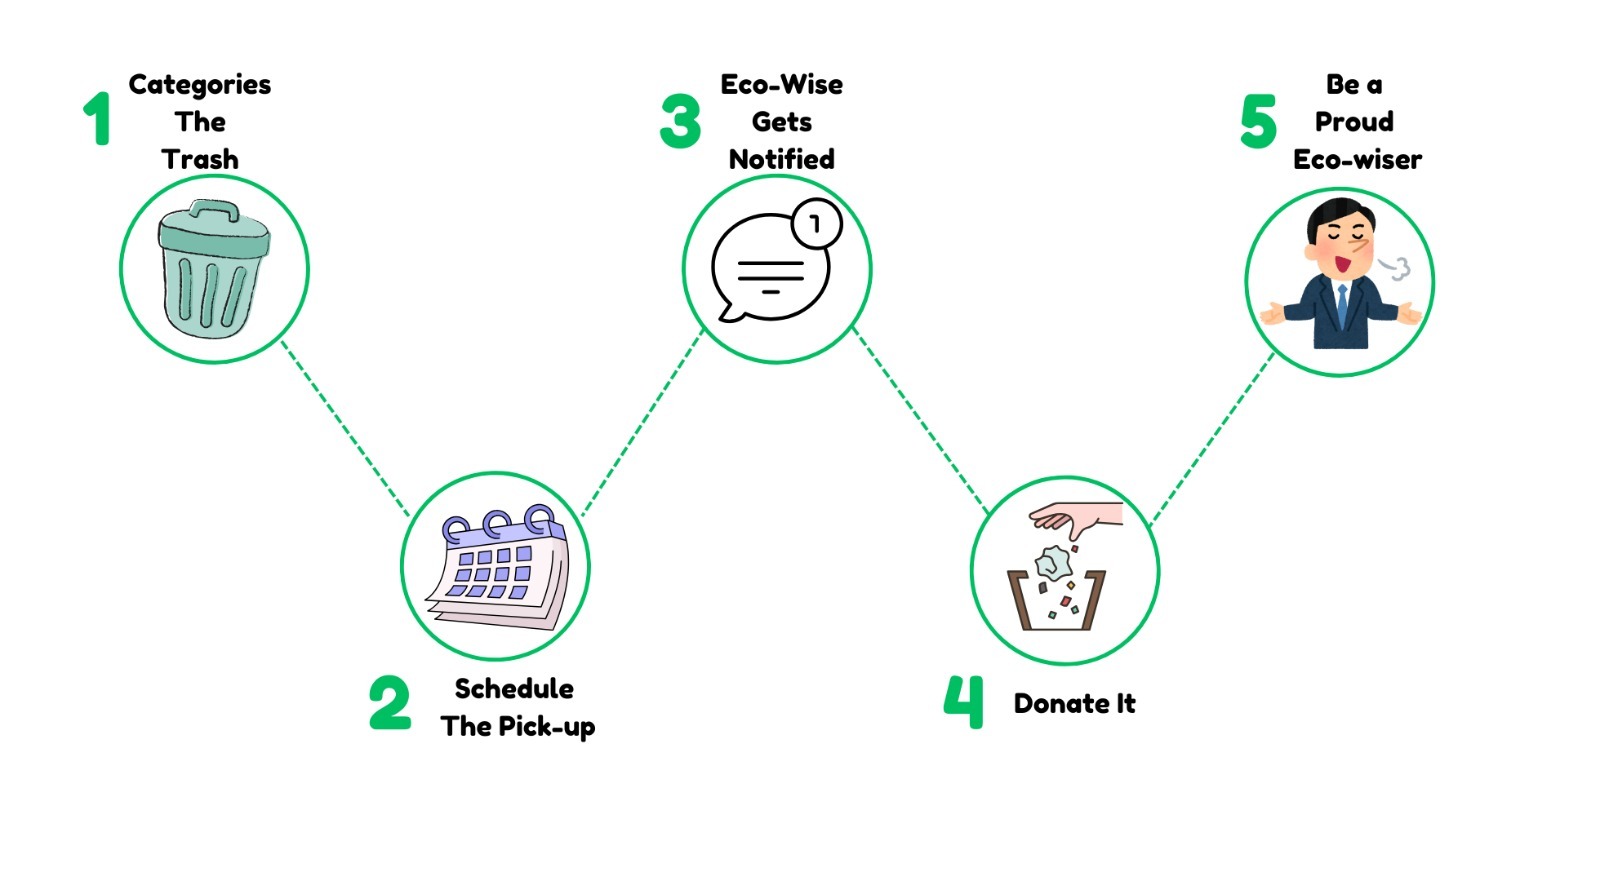 1
Categories
The
Trash
2
Schedule
The Pick-up
3
Eco-Wise
Gets
Notified
1
4
Donate It
5
Be a
Proud
Eco-wiser